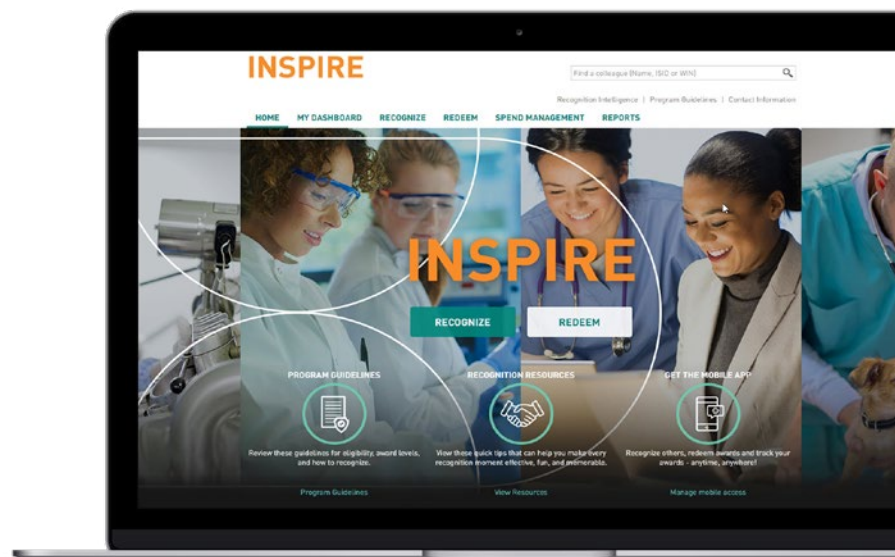 INSPIRE
Find a colleague (Name, ISID or WIN)
Recognition Intelligence | Program Guidelines | Contact Information
HOME MY DASHBOARD RECOGNIZE REDEEM SPEND MANAGEMENT REPORTS
INSPIRE
RECOGNIZE REDEEM
PROGRAM GUIDELINES RECOGNITION RESOURCES GET THE MOBILE APP
Review these guidelines for eligibility, award levels, View these quick tips that can help you make every Recognize others, redeem awards and track your
and how to recognize. recognition moment effective, fun, and memorable. awards - anytime, anywhere!
Program Guidelines View Resources Manage mobile access